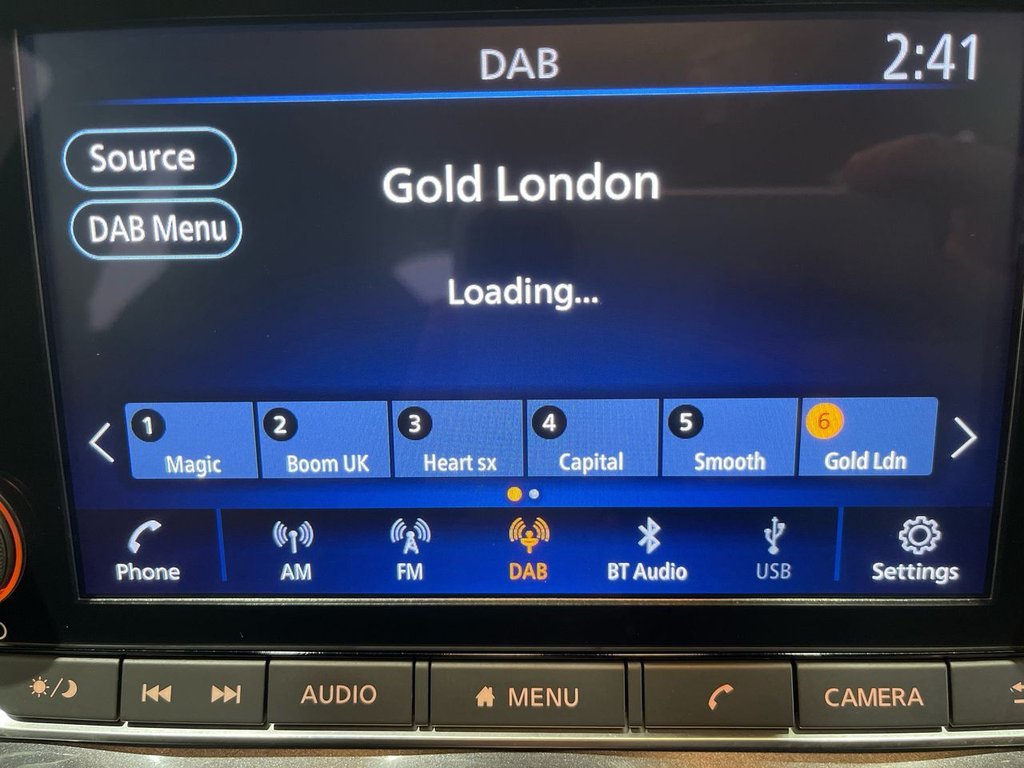 DAB
2:41
Source
DAB Menu
Gold London
Loading...
1 2 3 4 5 6
Magic Boom UK Heart sx Capital Smooth Gold Ldn
Phone AM FM DAB BT Audio USB Settings
AUDIO MENU CAMERA